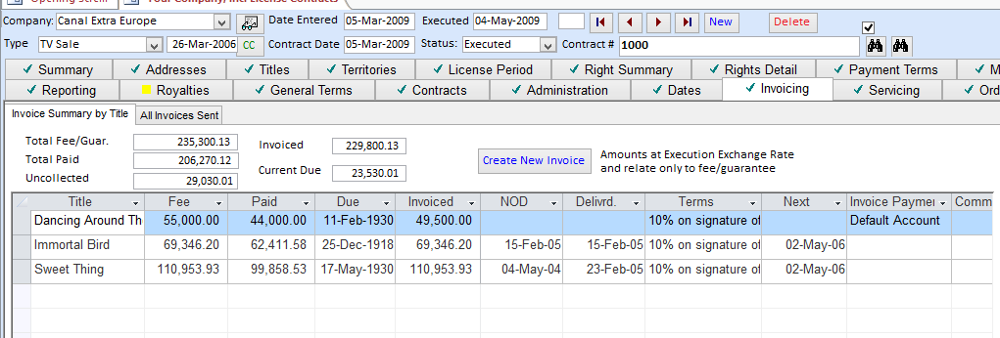 Opening Scre... Your Company/Incl License Contracts
Company: Canal Extra Europe Date Entered 05-Mar-2009 Executed 04-May-2009 New Delete
Type TV Sale 26-Mar-2006 CC Contract Date 05-Mar-2009 Status: Executed Contract # 1000
Summary Addresses Titles Territories License Period Right Summary Rights Detail Payment Terms M
Reporting Royalties General Terms Contracts Administration Dates Invoicing Servicing Ord
Invoice Summary by Title All Invoices Sent
Total Fee/Guar. 235,300.13 Invoiced 229,800.13
Total Paid 206,270.12 Current Due 23,530.01
Uncollected 29,030.01
Create New Invoice
Amounts at Execution Exchange Rate
and relate only to fee/guarantee
Title Fee Paid Due Invoiced NOD Delivrd. Terms Next Invoice Paymer Comm
Dancing Around Th 55,000.00 44,000.00 11-Feb-1930 49,500.00 10% on signature of Default Account
Immortal Bird 69,346.20 62,411.58 25-Dec-1918 69,346.20 15-Feb-05 15-Feb-05 10% on signature of 02-May-06
Sweet Thing 110,953.93 99,858.53 17-May-1930 110,953.93 04-May-04 23-Feb-05 10% on signature of 02-May-06